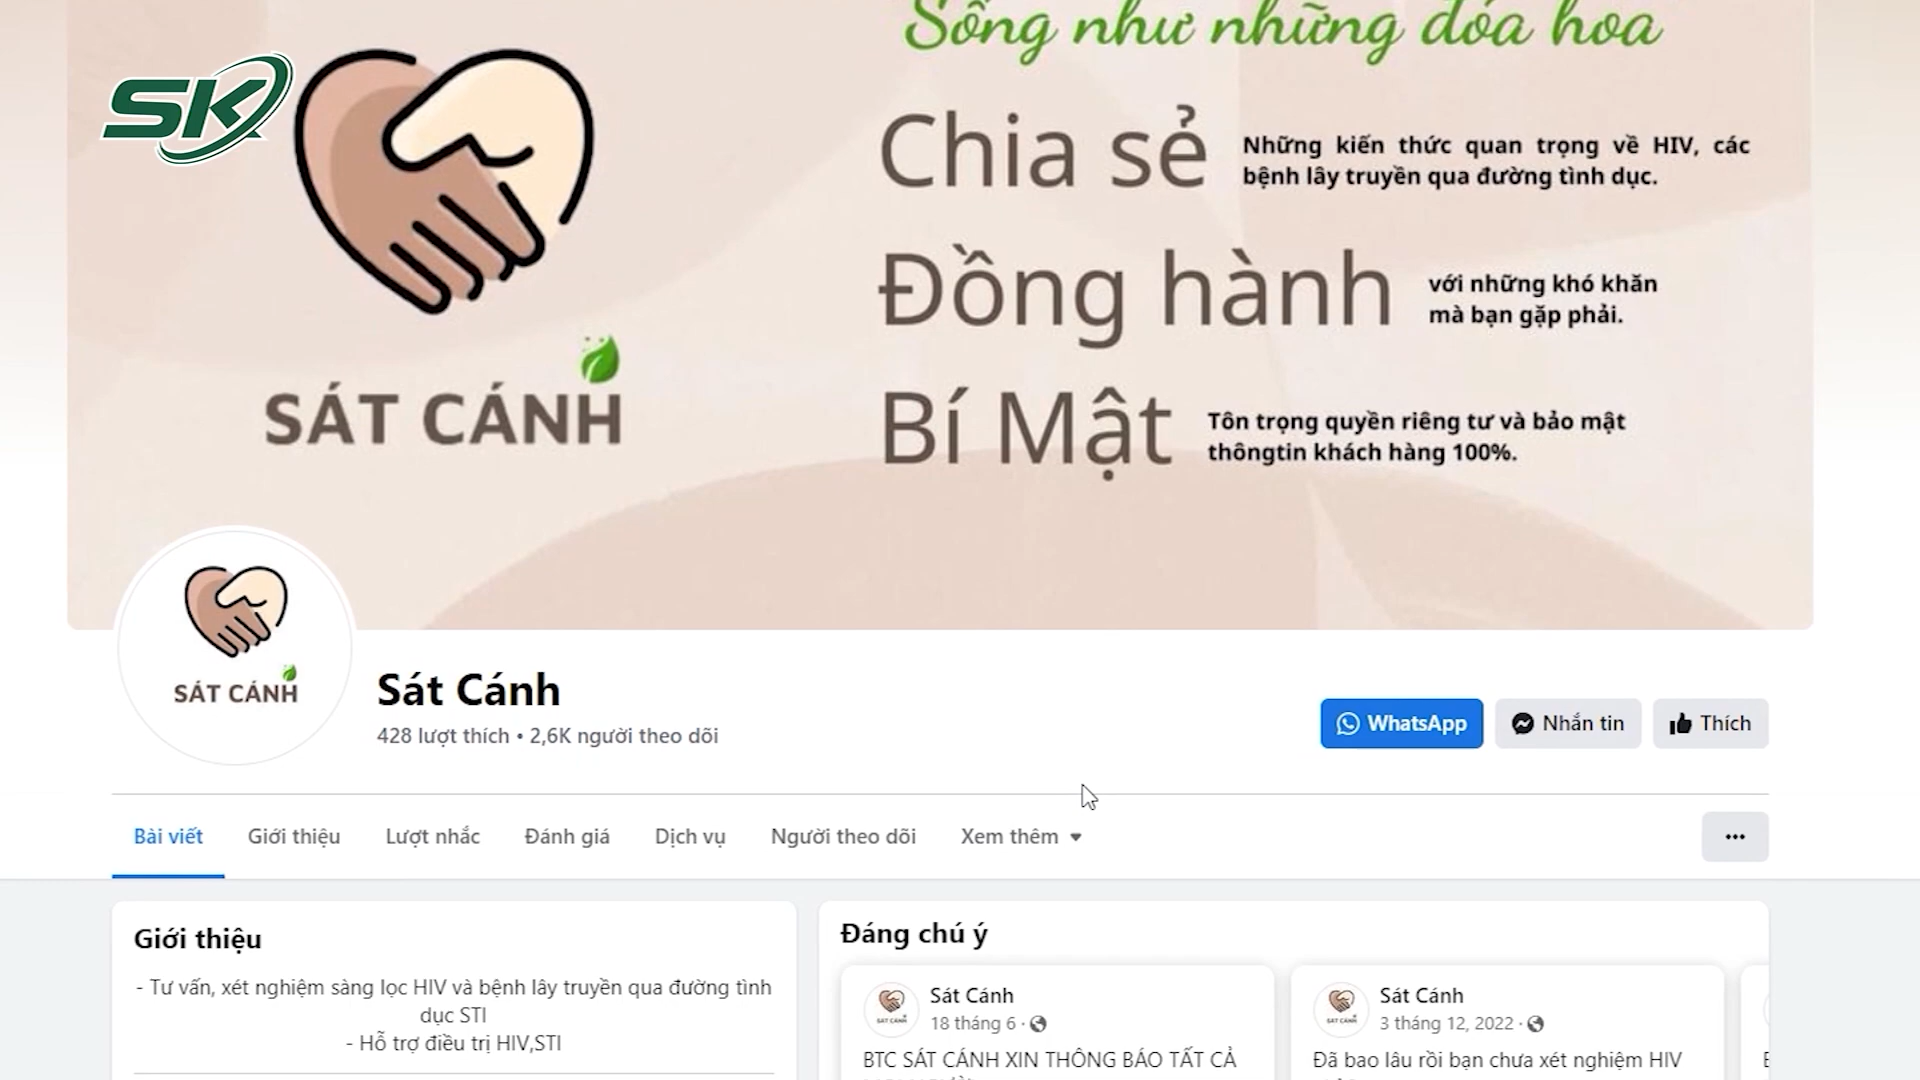 Sống như những đóa hoa
SK
Chia sẻ
Những kiến thức quan trọng về HIV, các
bệnh lây truyền qua đường tình dục.
Đồng hành
với những khó khăn
mà bạn gặp phải.
SÁT CÁNH
Bí Mật
Tôn trọng quyền riêng tư và bảo mật
thôngtin khách hàng 100%.
SÁT CÁNH
Sát Cánh
428 lượt thích • 2,6K người theo dõi
WhatsApp
Nhắn tin
Thích
Bài viết
Giới thiệu
Lượt nhắc
Đánh giá
Dịch vụ
Người theo dõi
Xem thêm
Giới thiệu
- Tư vấn, xét nghiệm sàng lọc HIV và bệnh lây truyền qua đường tình
dục STI
- Hỗ trợ điều trị HIV,STI
Đáng chú ý
SÁT CÁNH
Sát Cánh
18 tháng 6 ·
BTC SÁT CÁNH XIN THÔNG BÁO TẤT CẢ
SÁT CÁNH
Sát Cánh
3 tháng 12, 2022 ·
Đã bao lâu rồi bạn chưa xét nghiệm HIV